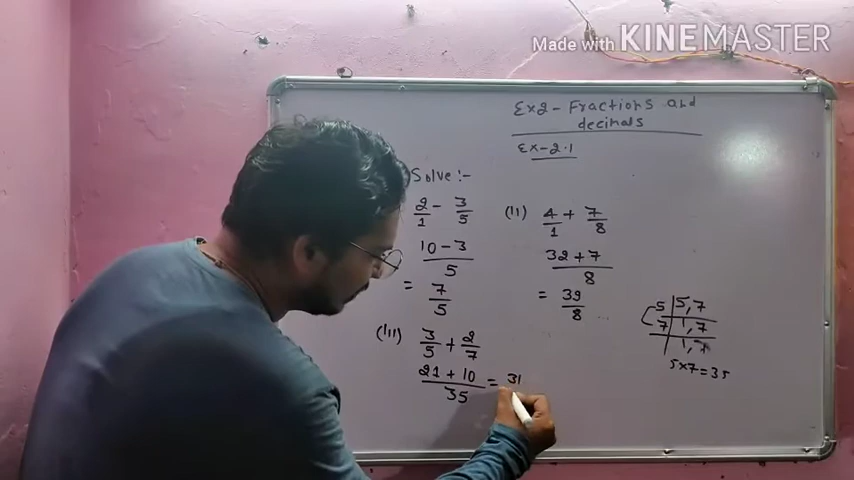 Made with KINEMASTER
Ex2 - Fractions and
decimals
Ex - 2.1
Solve :-
2/1 - 3/5
10 - 3/5
= 7/5
(ii) 4/1 + 7/8
32 + 7/8
= 39/8
(iii) 3/5 + 2/7
21 + 10/35 = 31
5 | 5, 7
7 | 1, 7
1, 7
5 x 7 = 35